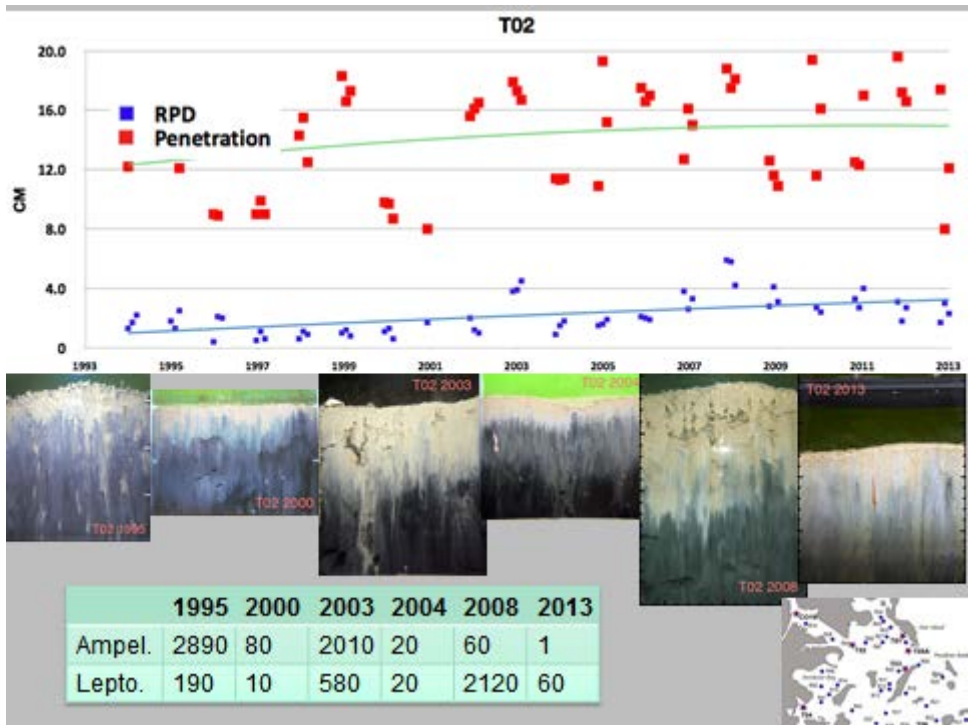 T02
20.0
16.0
12.0
8.0
4.0
0
CM
RPD
Penetration
1993 1995 1997 1999 2001 2003 2005 2007 2009 2011 2013
T02 1995
T02 2000
T02 2003
T02 2004
T02 2008
T02 2013
1995 2000 2003 2004 2008 2013
Ampel. 2890 80 2010 20 60 1
Lepto. 190 10 580 20 2120 60